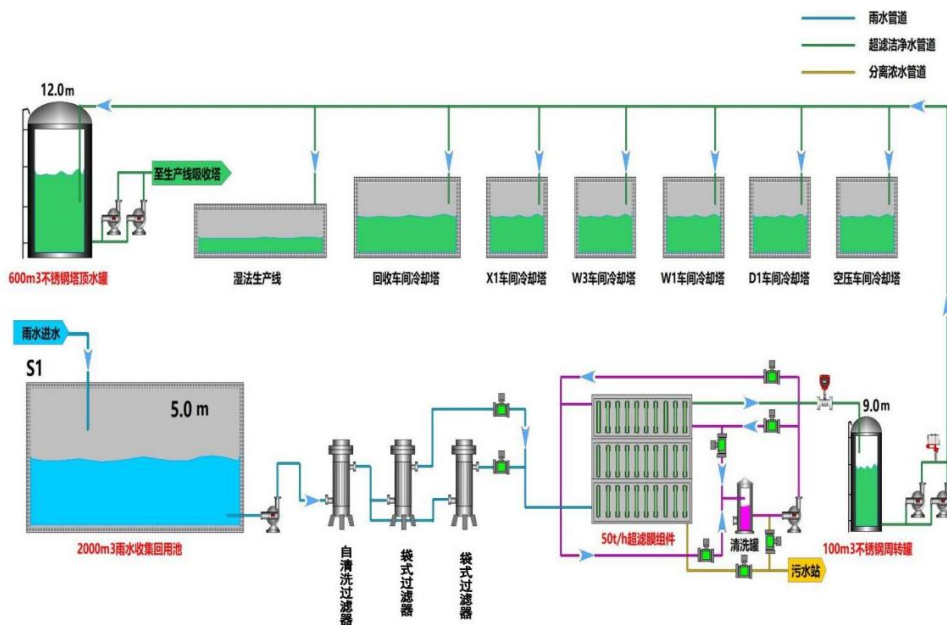 雨水管道
超滤洁净水管道
分离浓水管道
12.0m
至生产线吸收塔
600m3不锈钢塔顶水罐
湿法生产线
回收车间冷却塔
X1车间冷却塔
W3车间冷却塔
W1车间冷却塔
D1车间冷却塔
空压车间冷却塔
雨水进水
S1
5.0 m
2000m3雨水收集回用池
自清洗过滤器
袋式过滤器
袋式过滤器
50t/h超滤膜组件
清洗罐
污水站
9.0m
100m3不锈钢周转罐